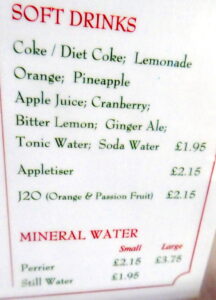 SOFT DRINKS
Coke / Diet Coke; Lemonade
Orange; Pineapple
Apple Juice; Cranberry;
Bitter Lemon; Ginger Ale;
Tonic Water; Soda Water £1.95
Appletiser £2.15
J2O (Orange & Passion Fruit) £2.15
MINERAL WATER
Small Large
Perrier £2.15 £3.75
Still Water £1.95